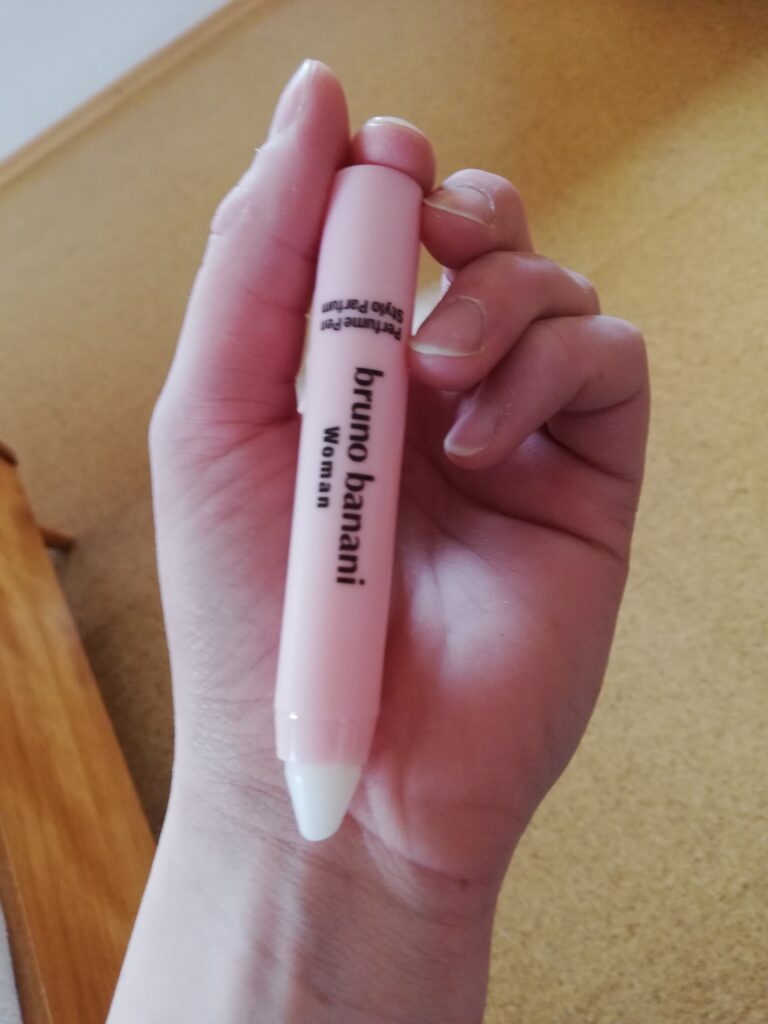 Perfume Pen
Stylo Parfum
bruno banani
Woman